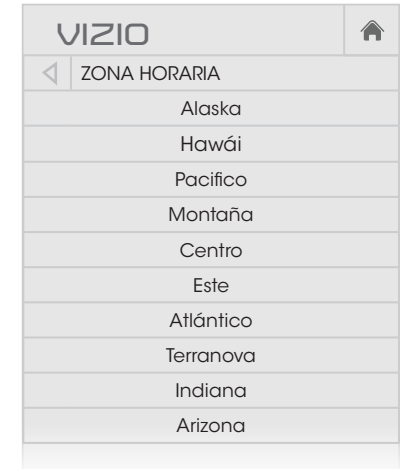 VIZIO
ZONA HORARIA
Alaska
Hawái
Pacifico
Montaña
Centro
Este
Atlántico
Terranova
Indiana
Arizona